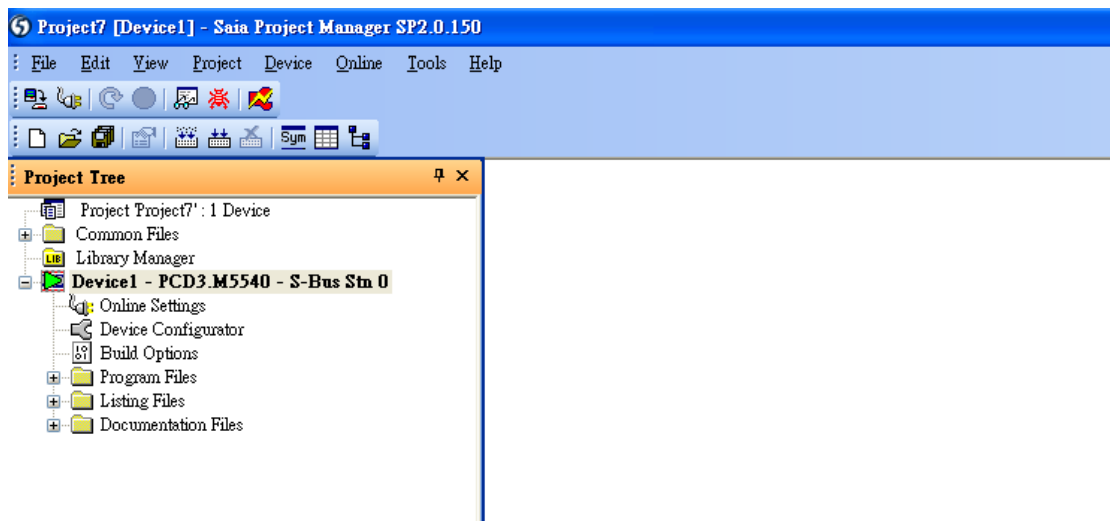 Project7 [Device1] - Saia Project Manager SP2.0.150
File Edit View Project Device Online Tools Help
Sym
Project Tree
Project 'Project7' : 1 Device
Common Files
LIB Library Manager
Device1 - PCD3.M5540 - S-Bus Stn 0
Online Settings
Device Configurator
Build Options
Program Files
Listing Files
Documentation Files